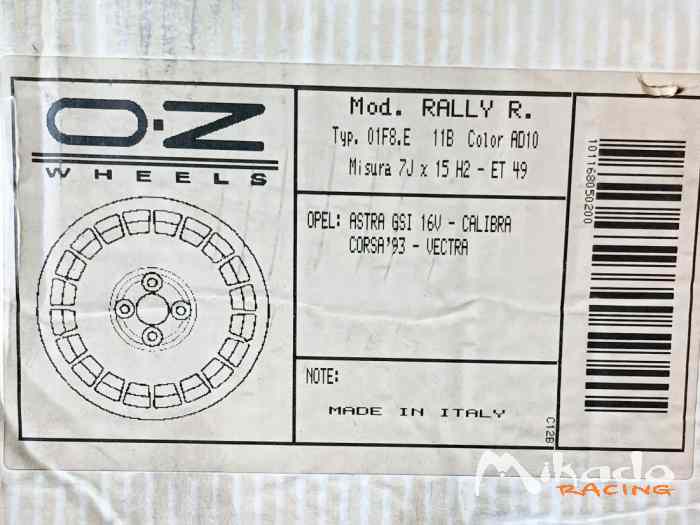 O·Z
WHEELS
Mod. RALLY R.
Typ. 01F8.E 11B Color AD10
Misura 7J x 15 H2 - ET 49
OPEL: ASTRA GSI 16V - CALIBRA
CORSA'93 - VECTRA
NOTE:
MADE IN ITALY
C126
101168050200
Mikado
RACING